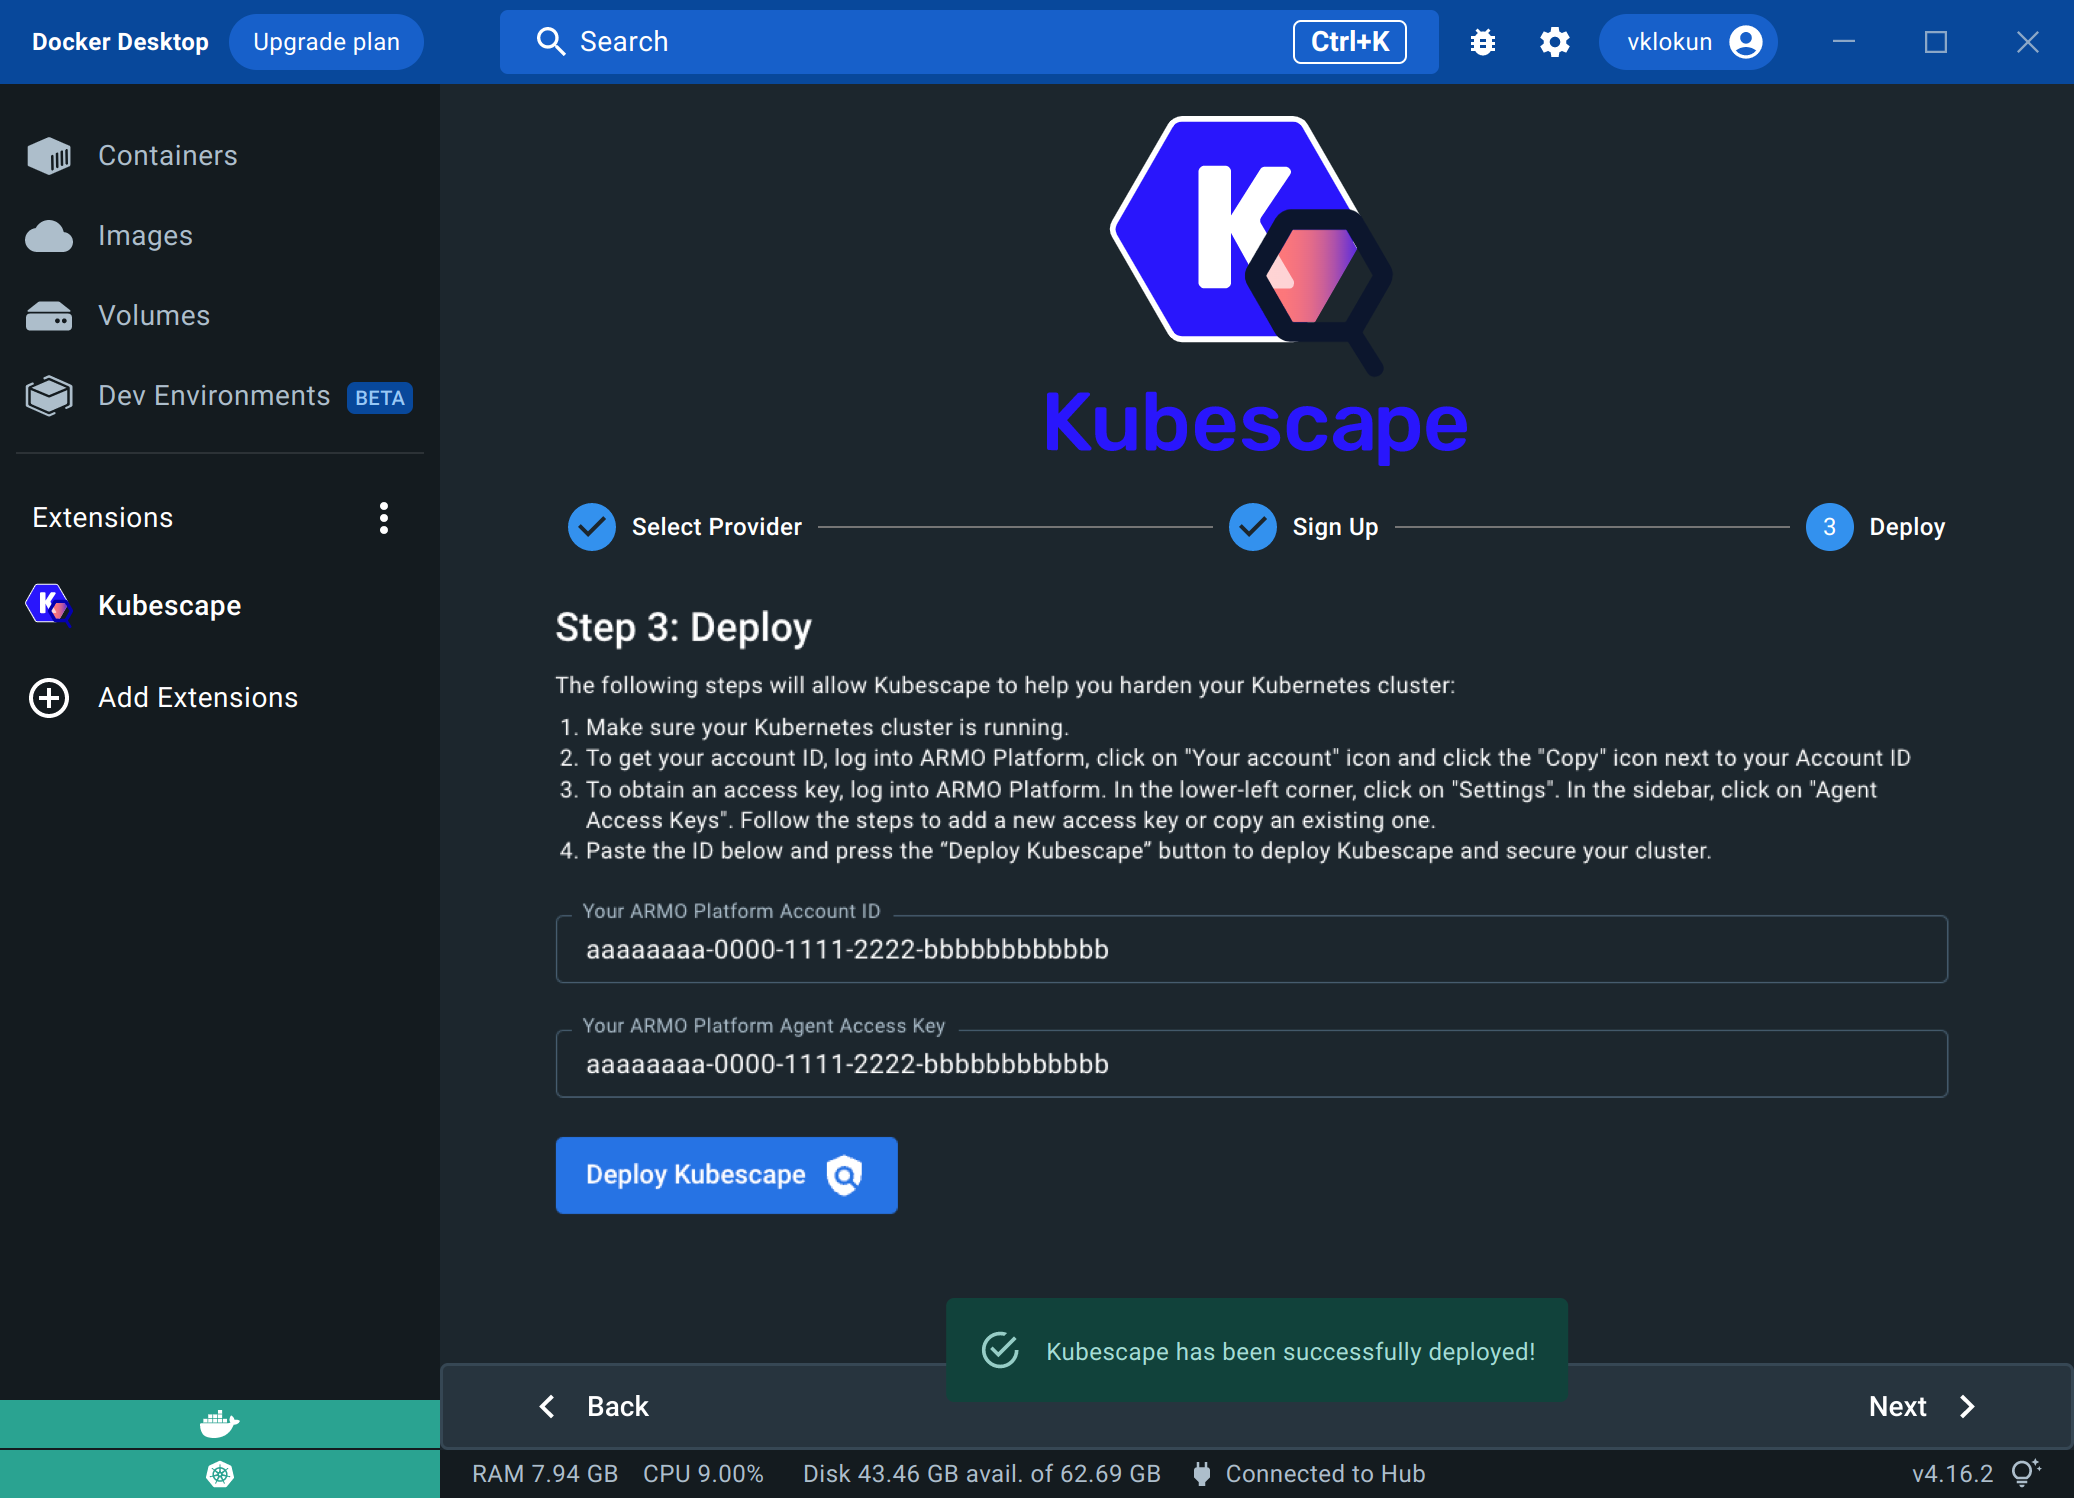 Docker Desktop
Upgrade plan
Search
Ctrl+K
vklokun
Containers
Images
Volumes
Dev Environments BETA
Extensions
Kubescape
Add Extensions
K
Kubescape
Select Provider
Sign Up
3 Deploy
Step 3: Deploy
The following steps will allow Kubescape to help you harden your Kubernetes cluster:
1. Make sure your Kubernetes cluster is running.
2. To get your account ID, log into ARMO Platform, click on "Your account" icon and click the "Copy" icon next to your Account ID
3. To obtain an access key, log into ARMO Platform. In the lower-left corner, click on "Settings". In the sidebar, click on "Agent
Access Keys". Follow the steps to add a new access key or copy an existing one.
4. Paste the ID below and press the “Deploy Kubescape” button to deploy Kubescape and secure your cluster.
Your ARMO Platform Account ID
aaaaaaaa-0000-1111-2222-bbbbbbbbbbbb
Your ARMO Platform Agent Access Key
aaaaaaaa-0000-1111-2222-bbbbbbbbbbbb
Deploy Kubescape
Kubescape has been successfully deployed!
Back
Next
RAM 7.94 GB CPU 9.00% Disk 43.46 GB avail. of 62.69 GB Connected to Hub
v4.16.2